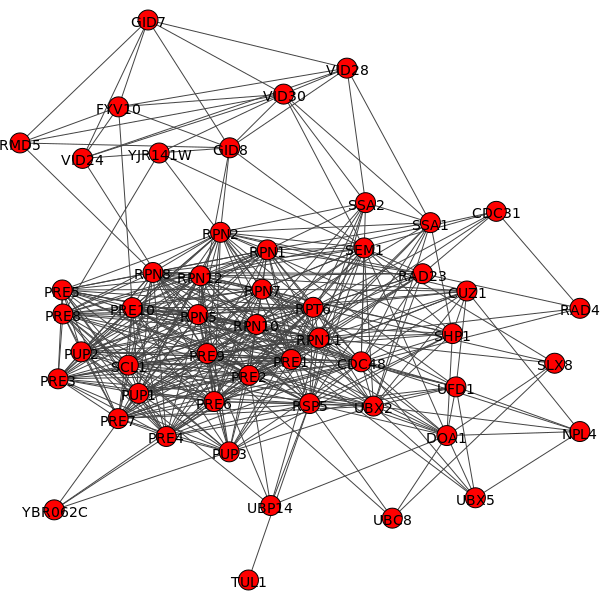 GID7
VID28
VID30
FYV10
RMD5
VID24
YJR141W
GID8
SSA2
SSA1
CDC31
RPN2
RPN1
SEM1
RAD23
RPN8
RPN12
PRE5
RPN7
CUZ1
PRE8
PRE10
RPN5
RPT6
RAD4
RPN10
RPN11
SHP1
PUP2
PRE9
SCL1
PRE1
CDC48
SLX8
PRE3
PRE2
PUP1
UFD1
PRE6
RSP5
UBX2
PRE7
PRE4
DOA1
NPL4
PUP3
YBR062C
UBP14
UBC8
UBX5
TUL1